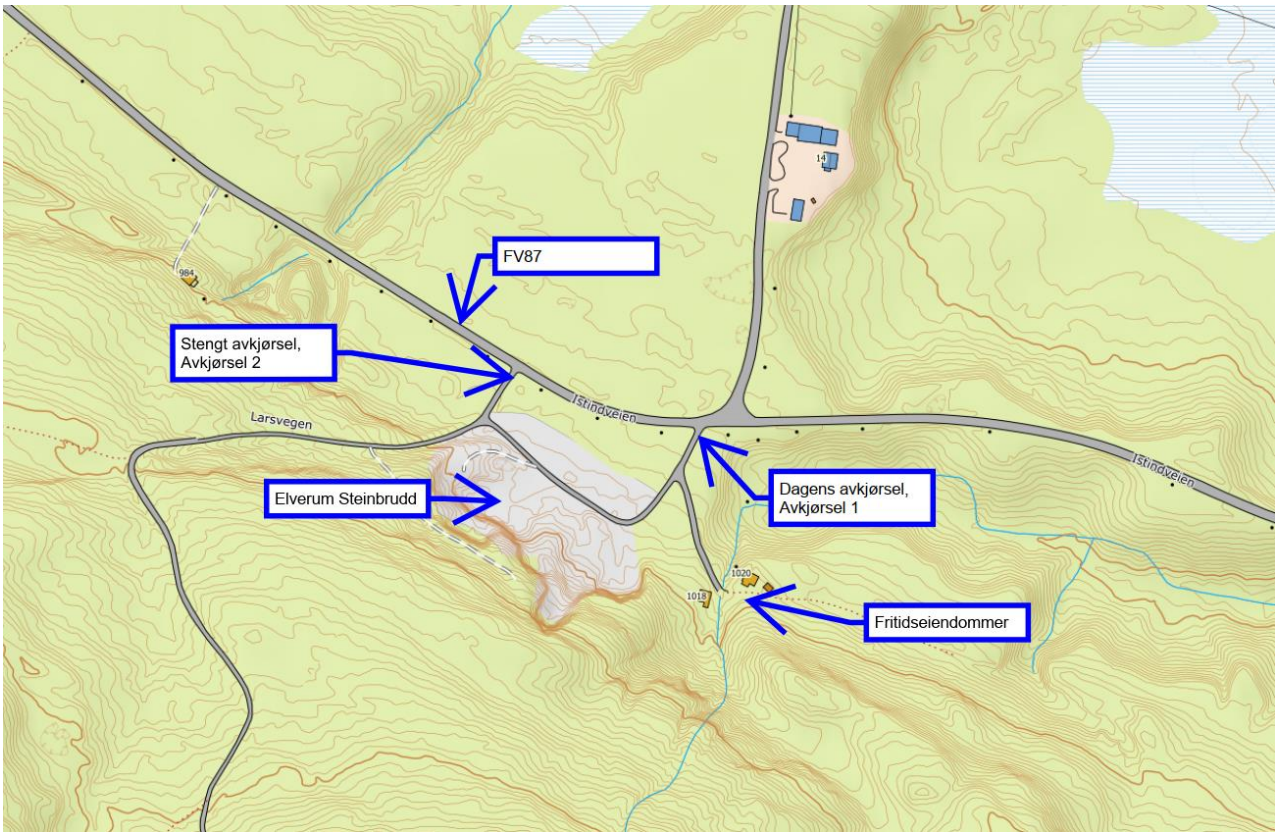 14
984
FV87
Stengt avkjørsel,
Avkjørsel 2
Istindveien
Larsvegen
Istindveien
Elverum Steinbrudd
Dagens avkjørsel,
Avkjørsel 1
1020
1018
Fritidseiendommer